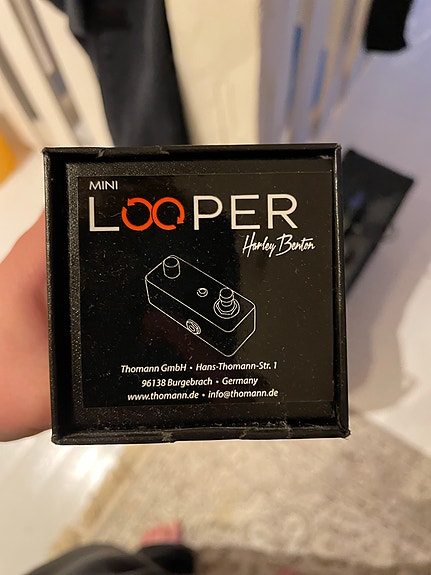 MINI
LOOPER
Harley Benton
Thomann GmbH • Hans-Thomann-Str. 1
96138 Burgebrach • Germany
www.thomann.de • info@thomann.de